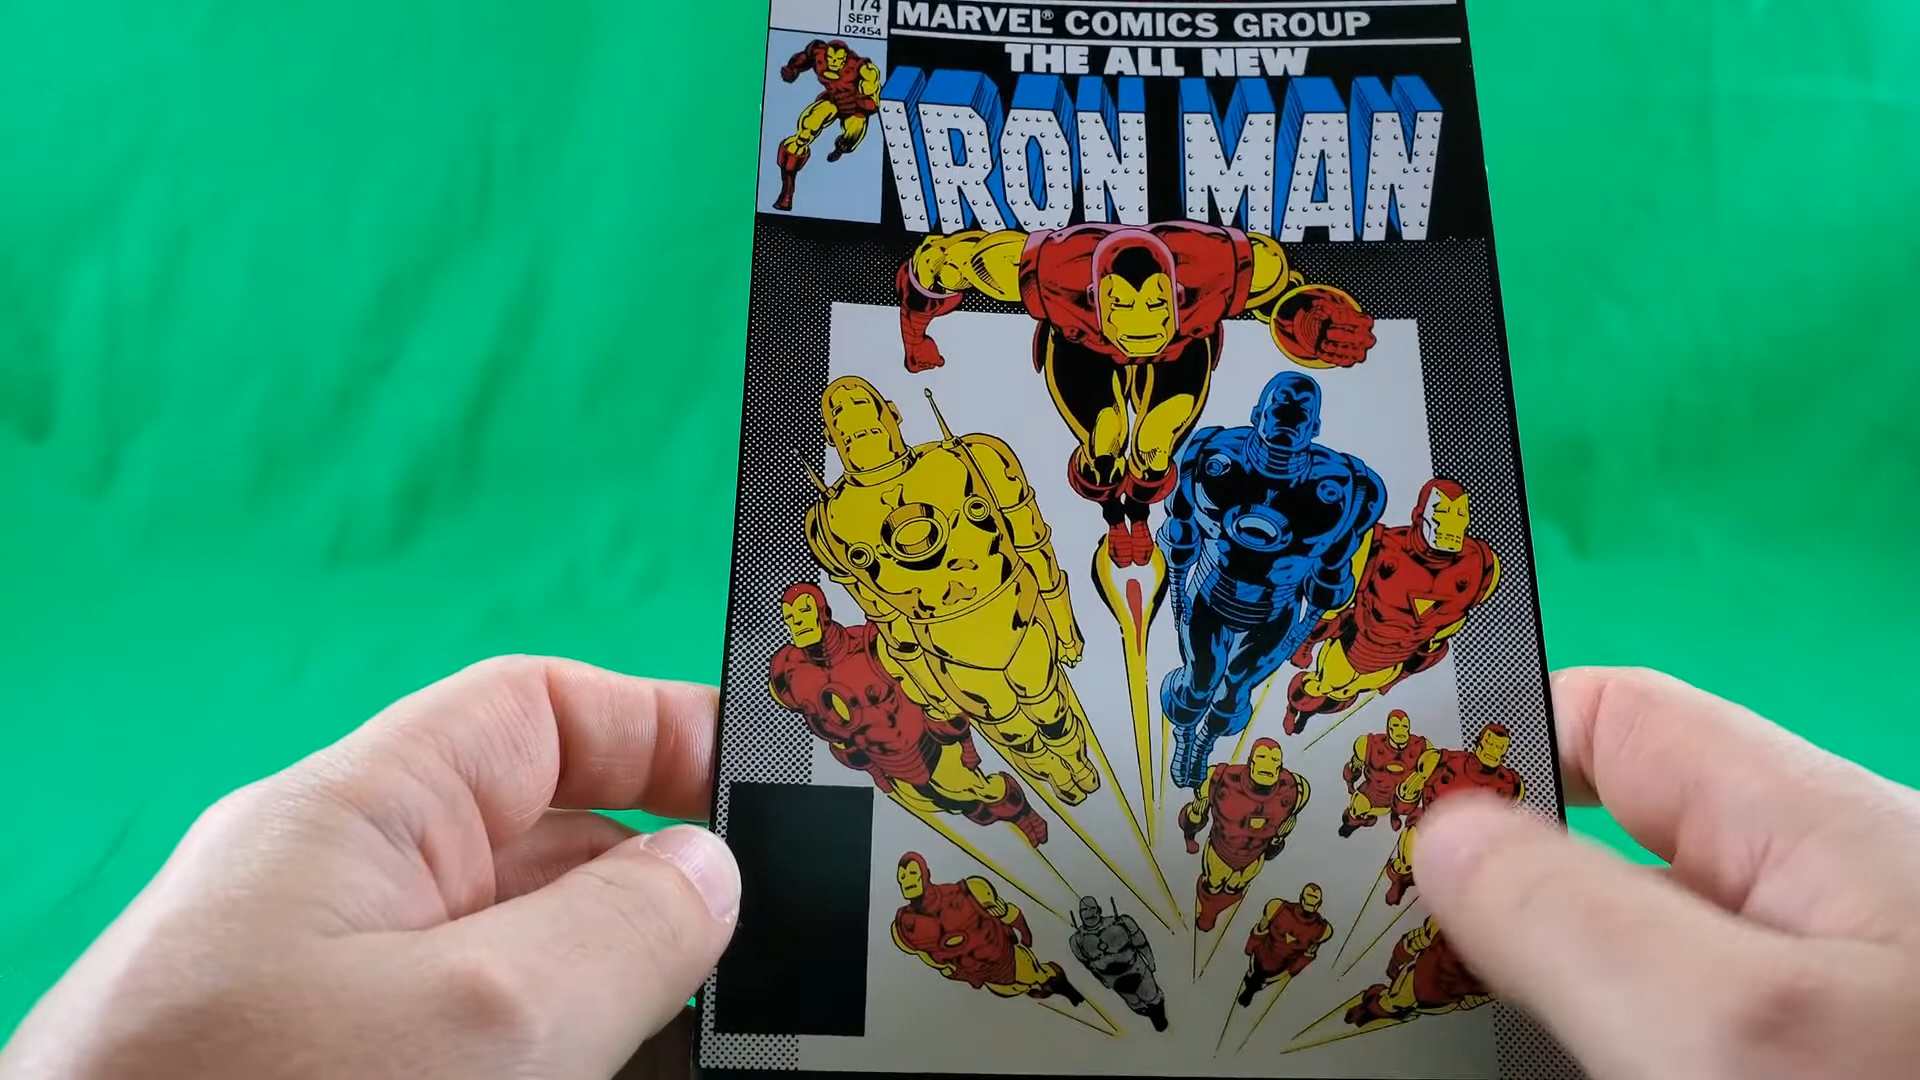 174
SEPT
02454
MARVEL® COMICS GROUP
THE ALL NEW
IRON MAN